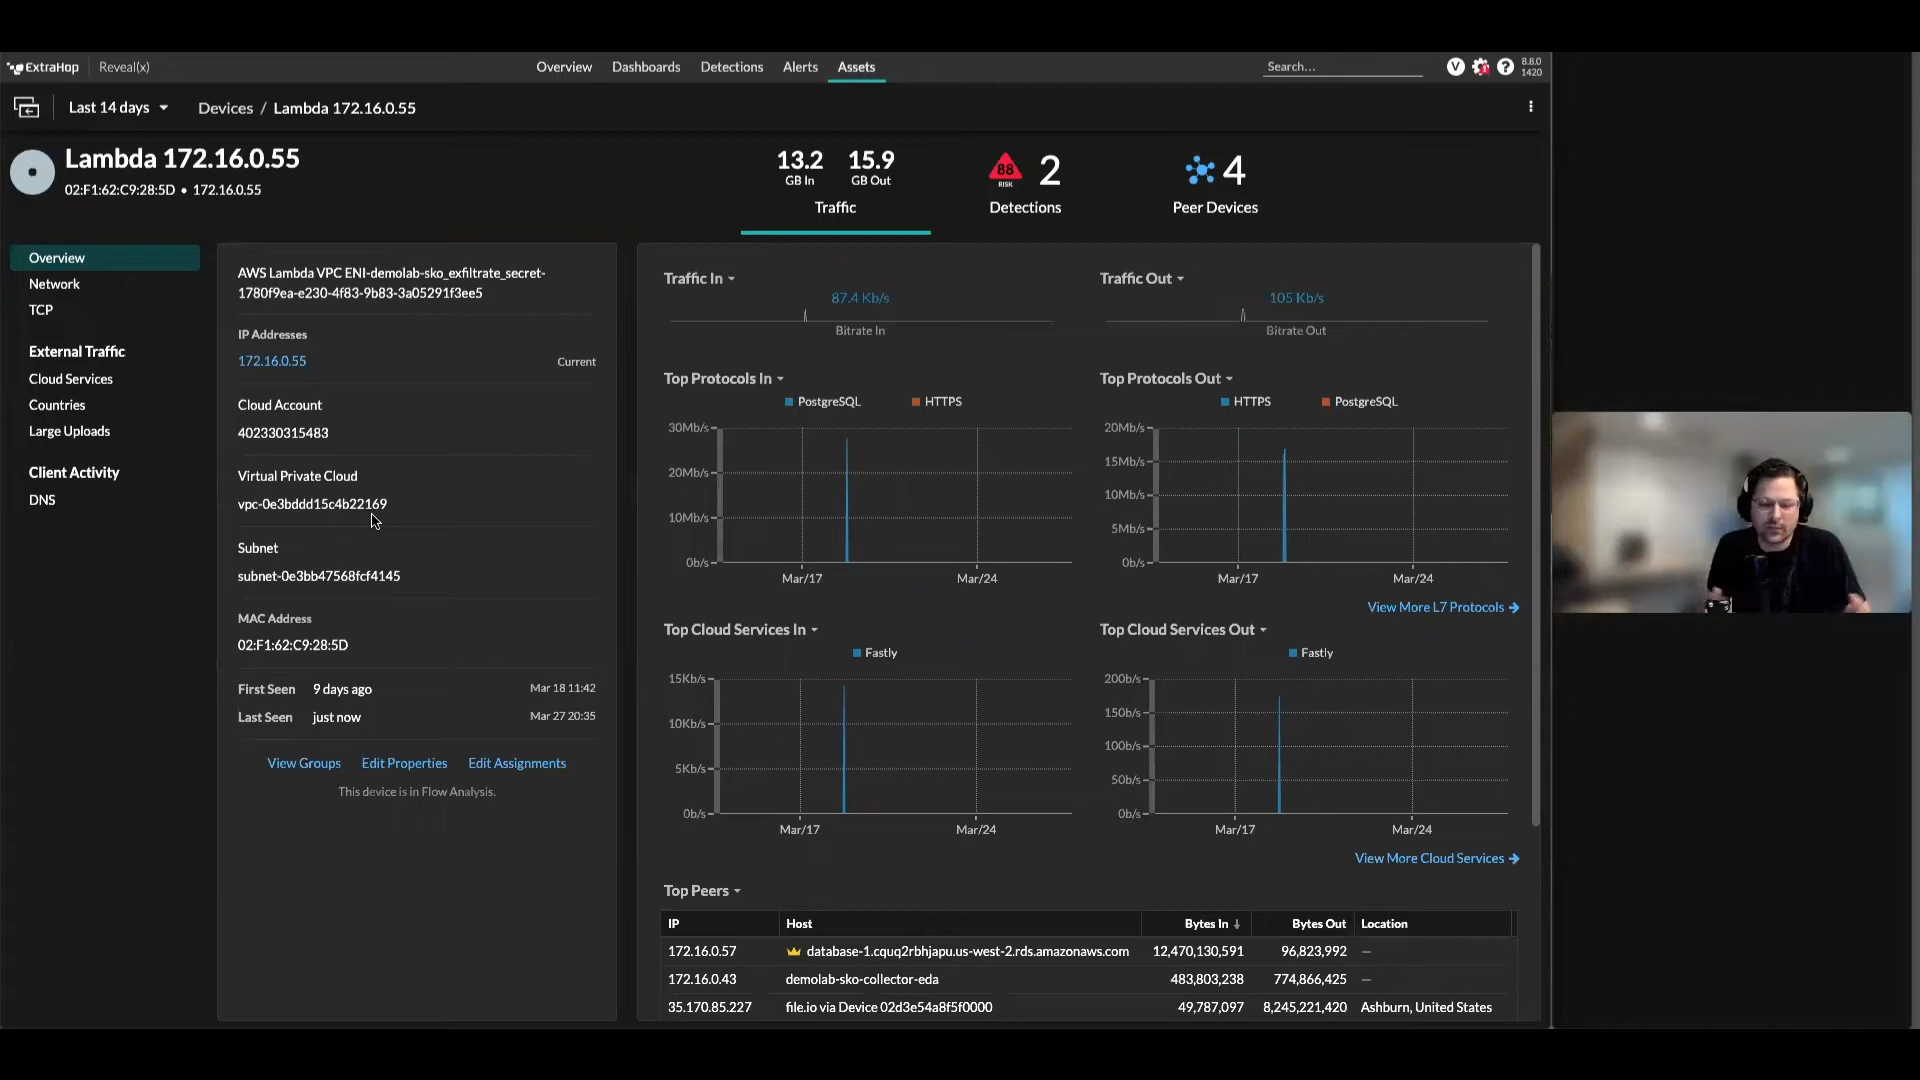 ExtraHop Reveal(x) Overview Dashboards Detections Alerts Assets Search... V ? 8.8.0
1420
Last 14 days Devices / Lambda 172.16.0.55
Lambda 172.16.0.55
02:F1:62:C9:28:5D • 172.16.0.55
13.2 15.9
GB In GB Out
Traffic
88
RISK
2
Detections
4
Peer Devices
Overview
Network
TCP
External Traffic
Cloud Services
Countries
Large Uploads
Client Activity
DNS
AWS Lambda VPC ENI-demolab-sko_exfiltrate_secret-
1780f9ea-e230-4f83-9b83-3a05291f3ee5
IP Addresses
172.16.0.55 Current
Cloud Account
402330315483
Virtual Private Cloud
vpc-0e3bddd15c4b22169
Subnet
subnet-0e3bb47568fcf4145
MAC Address
02:F1:62:C9:28:5D
First Seen 9 days ago Mar 18 11:42
Last Seen just now Mar 27 20:35
View Groups Edit Properties Edit Assignments
This device is in Flow Analysis.
Traffic In
87.4 Kb/s
Bitrate In
Traffic Out
105 Kb/s
Bitrate Out
Top Protocols In
PostgreSQL HTTPS
30Mb/s
20Mb/s
10Mb/s
0b/s
Mar/17 Mar/24
Top Protocols Out
HTTPS PostgreSQL
20Mb/s
15Mb/s
10Mb/s
5Mb/s
0b/s
Mar/17 Mar/24
View More L7 Protocols
Top Cloud Services In
Fastly
15Kb/s
10Kb/s
5Kb/s
0b/s
Mar/17 Mar/24
Top Cloud Services Out
Fastly
200b/s
150b/s
100b/s
50b/s
0b/s
Mar/17 Mar/24
View More Cloud Services
Top Peers
IP Host Bytes In Bytes Out Location
172.16.0.57 database-1.cquq2rbhjapu.us-west-2.rds.amazonaws.com 12,470,130,591 96,823,992 —
172.16.0.43 demolab-sko-collector-eda 483,803,238 774,866,425 —
35.170.85.227 file.io via Device 02d3e54a8f5f0000 49,787,097 8,245,221,420 Ashburn, United States